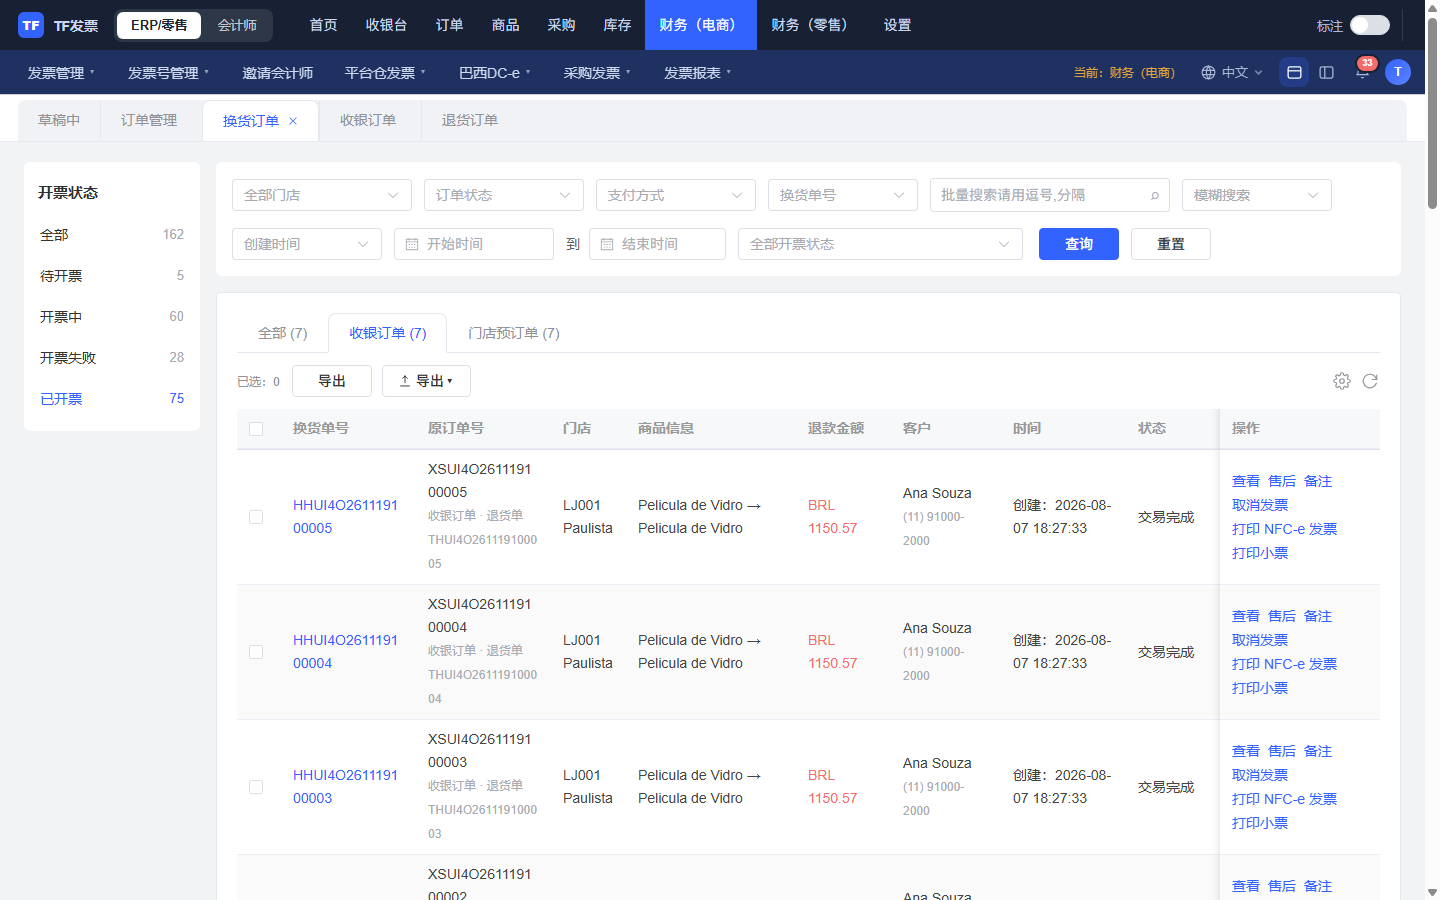 TF TF发票 ERP/零售 会计师 首页 收银台 订单 商品 采购 库存 财务（电商） 财务（零售） 设置 标注
发票管理 发票号管理 邀请会计师 平台仓发票 巴西DC-e 采购发票 发票报表 当前：财务（电商） 中文 33 T
草稿中 订单管理 换货订单 × 收银订单 退货订单
开票状态
全部 162
待开票 5
开票中 60
开票失败 28
已开票 75
全部门店 订单状态 支付方式 换货单号 批量搜索请用逗号,分隔 模糊搜索
创建时间 开始时间 到 结束时间 全部开票状态 查询 重置
全部 (7) 收银订单 (7) 门店预订单 (7)
已选：0 导出 导出
换货单号 原订单号 门店 商品信息 退款金额 客户 时间 状态 操作
HHUI4O2611191
00005
XSUI4O2611191
00005
收银订单 · 退货单
THUI4O261119100
05
LJ001
Paulista
Pelicula de Vidro →
Pelicula de Vidro
BRL
1150.57
Ana Souza
(11) 91000-
2000
创建：2026-08-
07 18:27:33
交易完成
查看 售后 备注
取消发票
打印 NFC-e 发票
打印小票
HHUI4O2611191
00004
XSUI4O2611191
00004
收银订单 · 退货单
THUI4O26111910​00
04
LJ001
Paulista
Pelicula de Vidro →
Pelicula de Vidro
BRL
1150.57
Ana Souza
(11) 91000-
2000
创建：2026-08-
07 18:27:33
交易完成
查看 售后 备注
取消发票
打印 NFC-e 发票
打印小票
HHUI4O2611191
00003
XSUI4O2611191
00003
收银订单 · 退货单
THUI4O2611191000
03
LJ001
Paulista
Pelicula de Vidro →
Pelicula de Vidro
BRL
1150.57
Ana Souza
(11) 91000-
2000
创建：2026-08-
07 18:27:33
交易完成
查看 售后 备注
取消发票
打印 NFC-e 发票
打印小票
XSUI4O2611191
00002
Ana Souza
查看 售后 备注